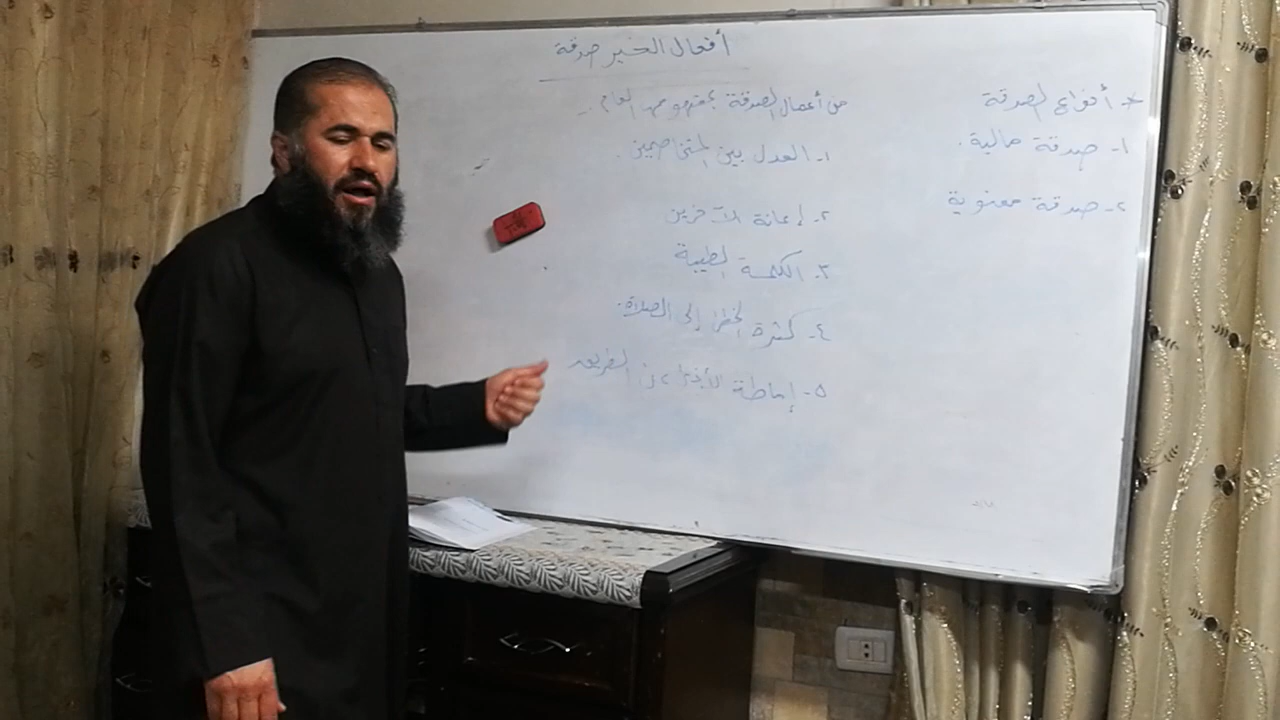 أفعال الخير صدقة
* أنواع الصدقة
١- صدقة مالية.
٢- صدقة معنوية
من أعمال الصدقة بمفهومها العام.
١- العدل بين المتخاصمين.
٢- إعانة الآخرين
٣- الكلمة الطيبة
٤- كثرة الخطى إلى الصلاة.
٥- إماطة الأذى عن الطريق